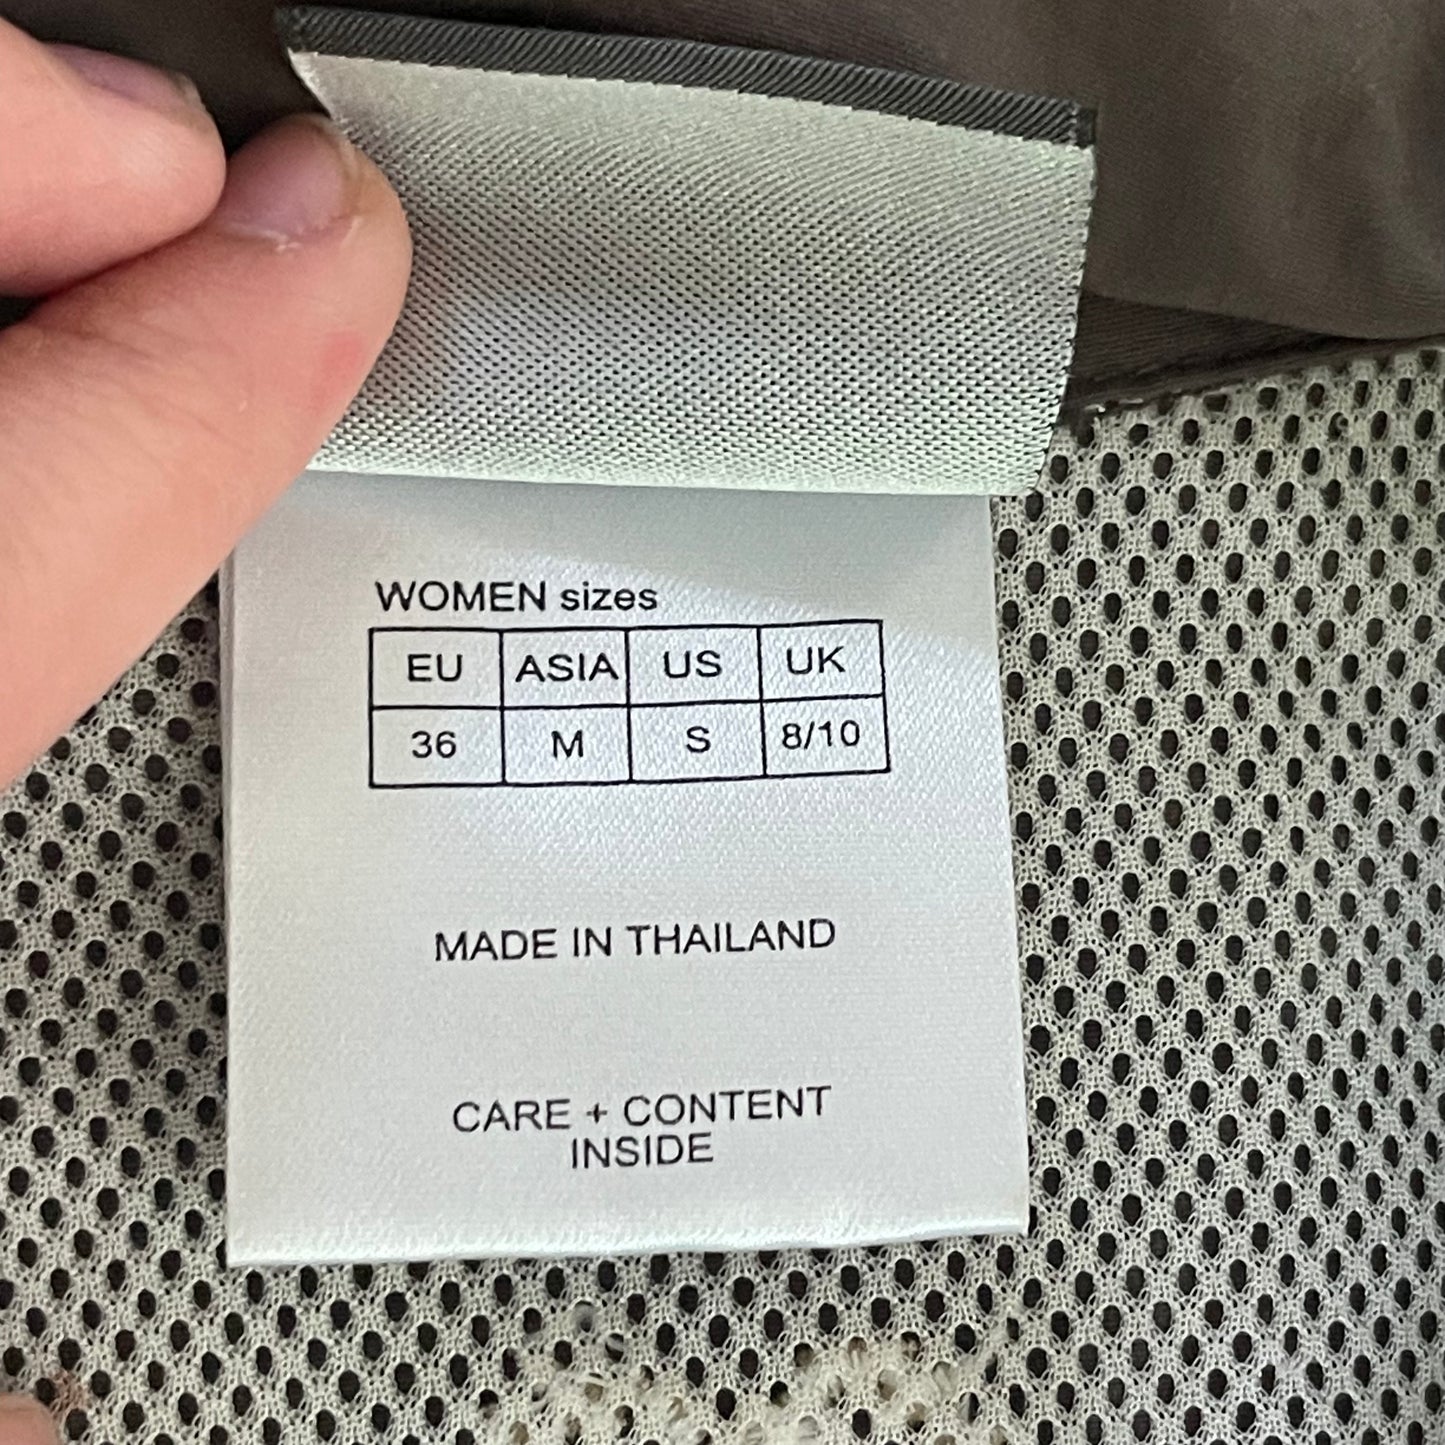 WOMEN sizes
EU ASIA US UK
36 M S 8/10
MADE IN THAILAND
CARE + CONTENT
INSIDE